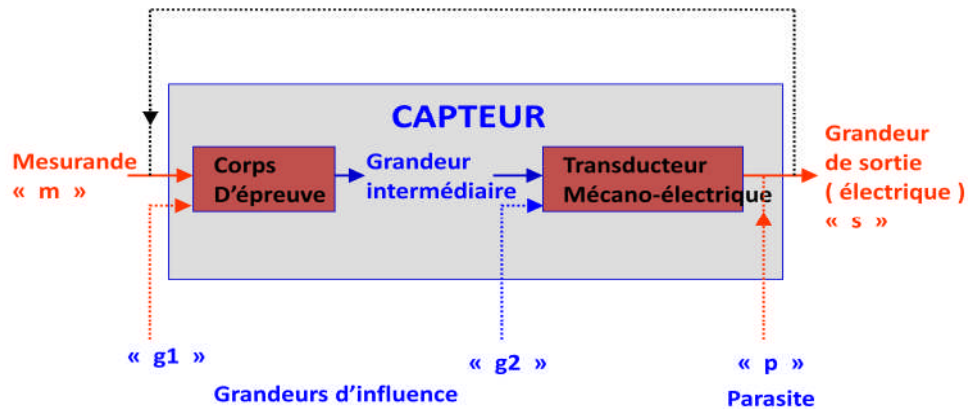 CAPTEUR
Mesurande
« m »
Corps
D’épreuve
Grandeur
intermédiaire
Transducteur
Mécano-électrique
Grandeur
de sortie
( électrique )
« s »
« g1 »
« g2 »
« p »
Grandeurs d’influence
Parasite